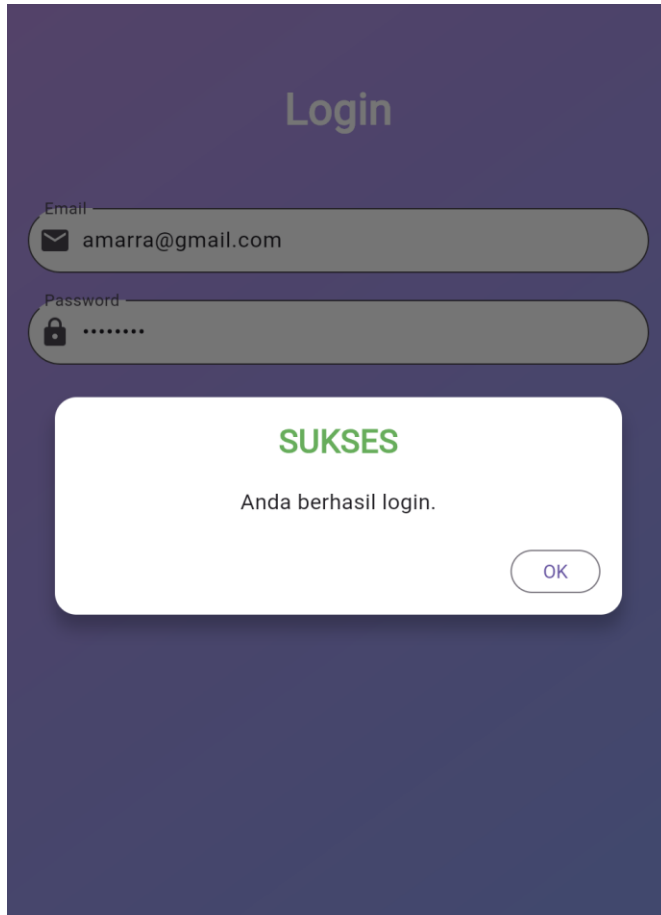 Login
Email
amarra@gmail.com
Password
••••••••
SUKSES
Anda berhasil login.
OK